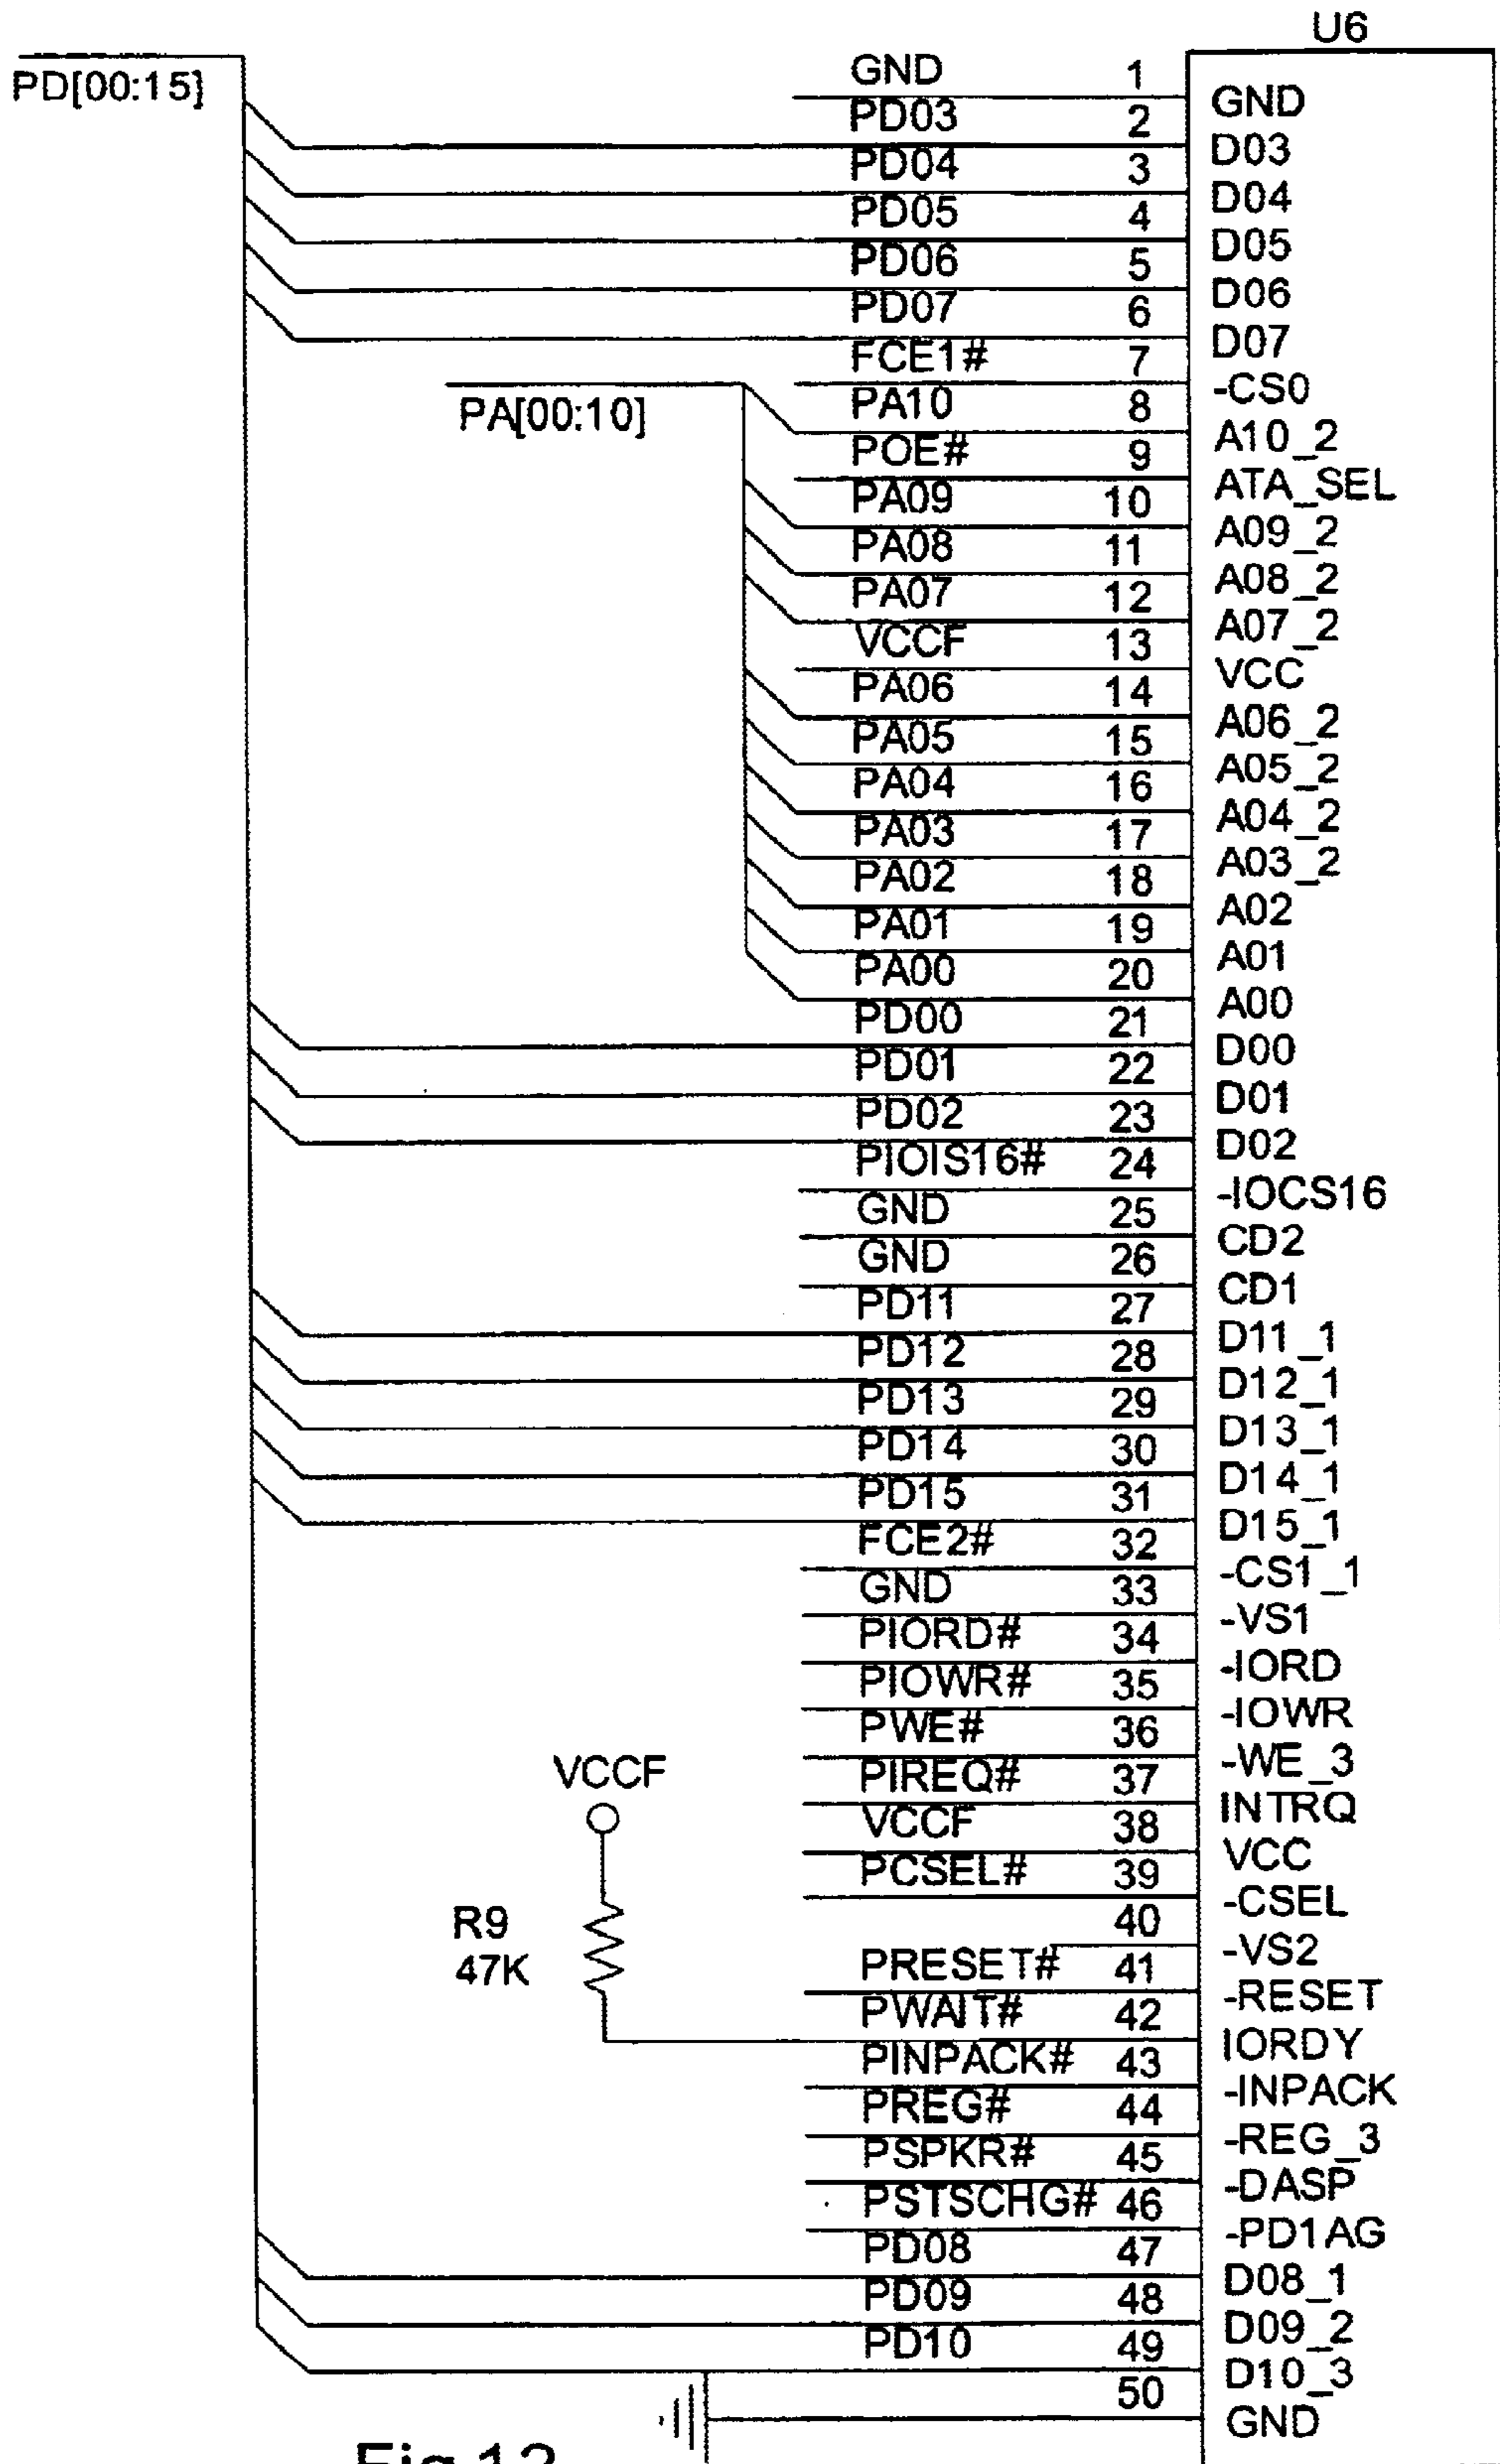 U6
PD[00:15]
GND 1 GND
PD03 2 D03
PD04 3 D04
PD05 4 D05
PD06 5 D06
PD07 6 D07
FCE1# 7 -CS0
PA[00:10]
PA10 8 A10_2
POE# 9 ATA_SEL
PA09 10 A09_2
PA08 11 A08_2
PA07 12 A07_2
VCCF 13 VCC
PA06 14 A06_2
PA05 15 A05_2
PA04 16 A04_2
PA03 17 A03_2
PA02 18 A02
PA01 19 A01
PA00 20 A00
PD00 21 D00
PD01 22 D01
PD02 23 D02
PIOIS16# 24 -IOCS16
GND 25 CD2
GND 26 CD1
PD11 27 D11_1
PD12 28 D12_1
PD13 29 D13_1
PD14 30 D14_1
PD15 31 D15_1
FCE2# 32 -CS1_1
GND 33 -VS1
PIORD# 34 -IORD
PIOWR# 35 -IOWR
PWE# 36 -WE_3
PIREQ# 37 INTRQ
VCCF
VCCF 38 VCC
PCSEL# 39 -CSEL
R9
47K
40 -VS2
PRESET# 41 -RESET
PWAIT# 42 IORDY
PINPACK# 43 -INPACK
PREG# 44 -REG_3
PSPKR# 45 -DASP
PSTSCHG# 46 -PD1AG
PD08 47 D08_1
PD09 48 D09_2
PD10 49 D10_3
50 GND